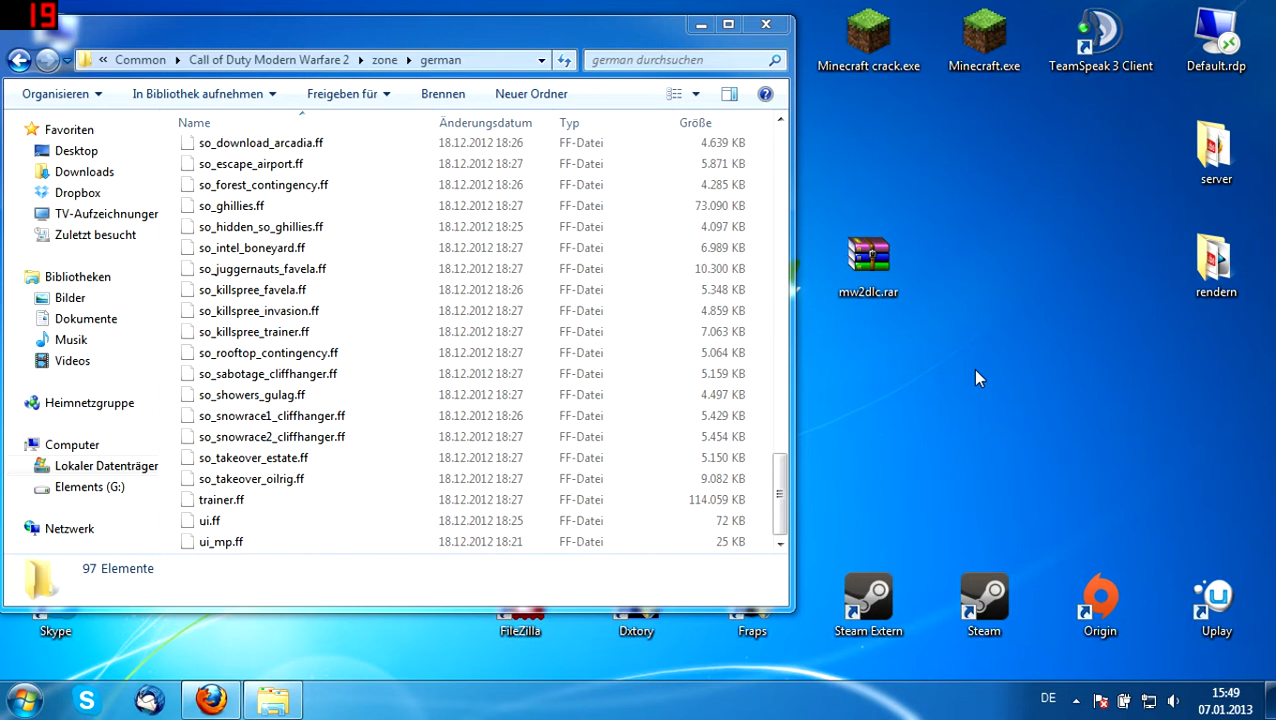 19
« Common Call of Duty Modern Warfare 2 zone german
german durchsuchen
Organisieren In Bibliothek aufnehmen Freigeben für Brennen Neuer Ordner
Name Änderungsdatum Typ Größe
Favoriten
Desktop
Downloads
Dropbox
TV-Aufzeichnunger
Zuletzt besucht
Bibliotheken
Bilder
Dokumente
Musik
Videos
Heimnetzgruppe
Computer
Lokaler Datenträger
Elements (G:)
Netzwerk
so_download_arcadia.ff 18.12.2012 18:26 FF-Datei 4.639 KB
so_escape_airport.ff 18.12.2012 18:27 FF-Datei 5.871 KB
so_forest_contingency.ff 18.12.2012 18:26 FF-Datei 4.285 KB
so_ghillies.ff 18.12.2012 18:27 FF-Datei 73.090 KB
so_hidden_so_ghillies.ff 18.12.2012 18:25 FF-Datei 4.097 KB
so_intel_boneyard.ff 18.12.2012 18:27 FF-Datei 6.989 KB
so_juggernauts_favela.ff 18.12.2012 18:27 FF-Datei 10.300 KB
so_killspree_favela.ff 18.12.2012 18:26 FF-Datei 5.348 KB
so_killspree_invasion.ff 18.12.2012 18:27 FF-Datei 4.859 KB
so_killspree_trainer.ff 18.12.2012 18:27 FF-Datei 7.063 KB
so_rooftop_contingency.ff 18.12.2012 18:27 FF-Datei 5.064 KB
so_sabotage_cliffhanger.ff 18.12.2012 18:27 FF-Datei 5.159 KB
so_showers_gulag.ff 18.12.2012 18:27 FF-Datei 4.497 KB
so_snowrace1_cliffhanger.ff 18.12.2012 18:26 FF-Datei 5.429 KB
so_snowrace2_cliffhanger.ff 18.12.2012 18:27 FF-Datei 5.454 KB
so_takeover_estate.ff 18.12.2012 18:27 FF-Datei 5.150 KB
so_takeover_oilrig.ff 18.12.2012 18:27 FF-Datei 9.082 KB
trainer.ff 18.12.2012 18:27 FF-Datei 114.059 KB
ui.ff 18.12.2012 18:25 FF-Datei 72 KB
ui_mp.ff 18.12.2012 18:21 FF-Datei 25 KB
97 Elemente
Minecraft crack.exe
Minecraft.exe
TeamSpeak 3 Client
Default.rdp
server
mw2dlc.rar
rendern
Skype
FileZilla
Dxtory
Fraps
Steam Extern
Steam
Origin
Uplay
DE
15:49
07.01.2013